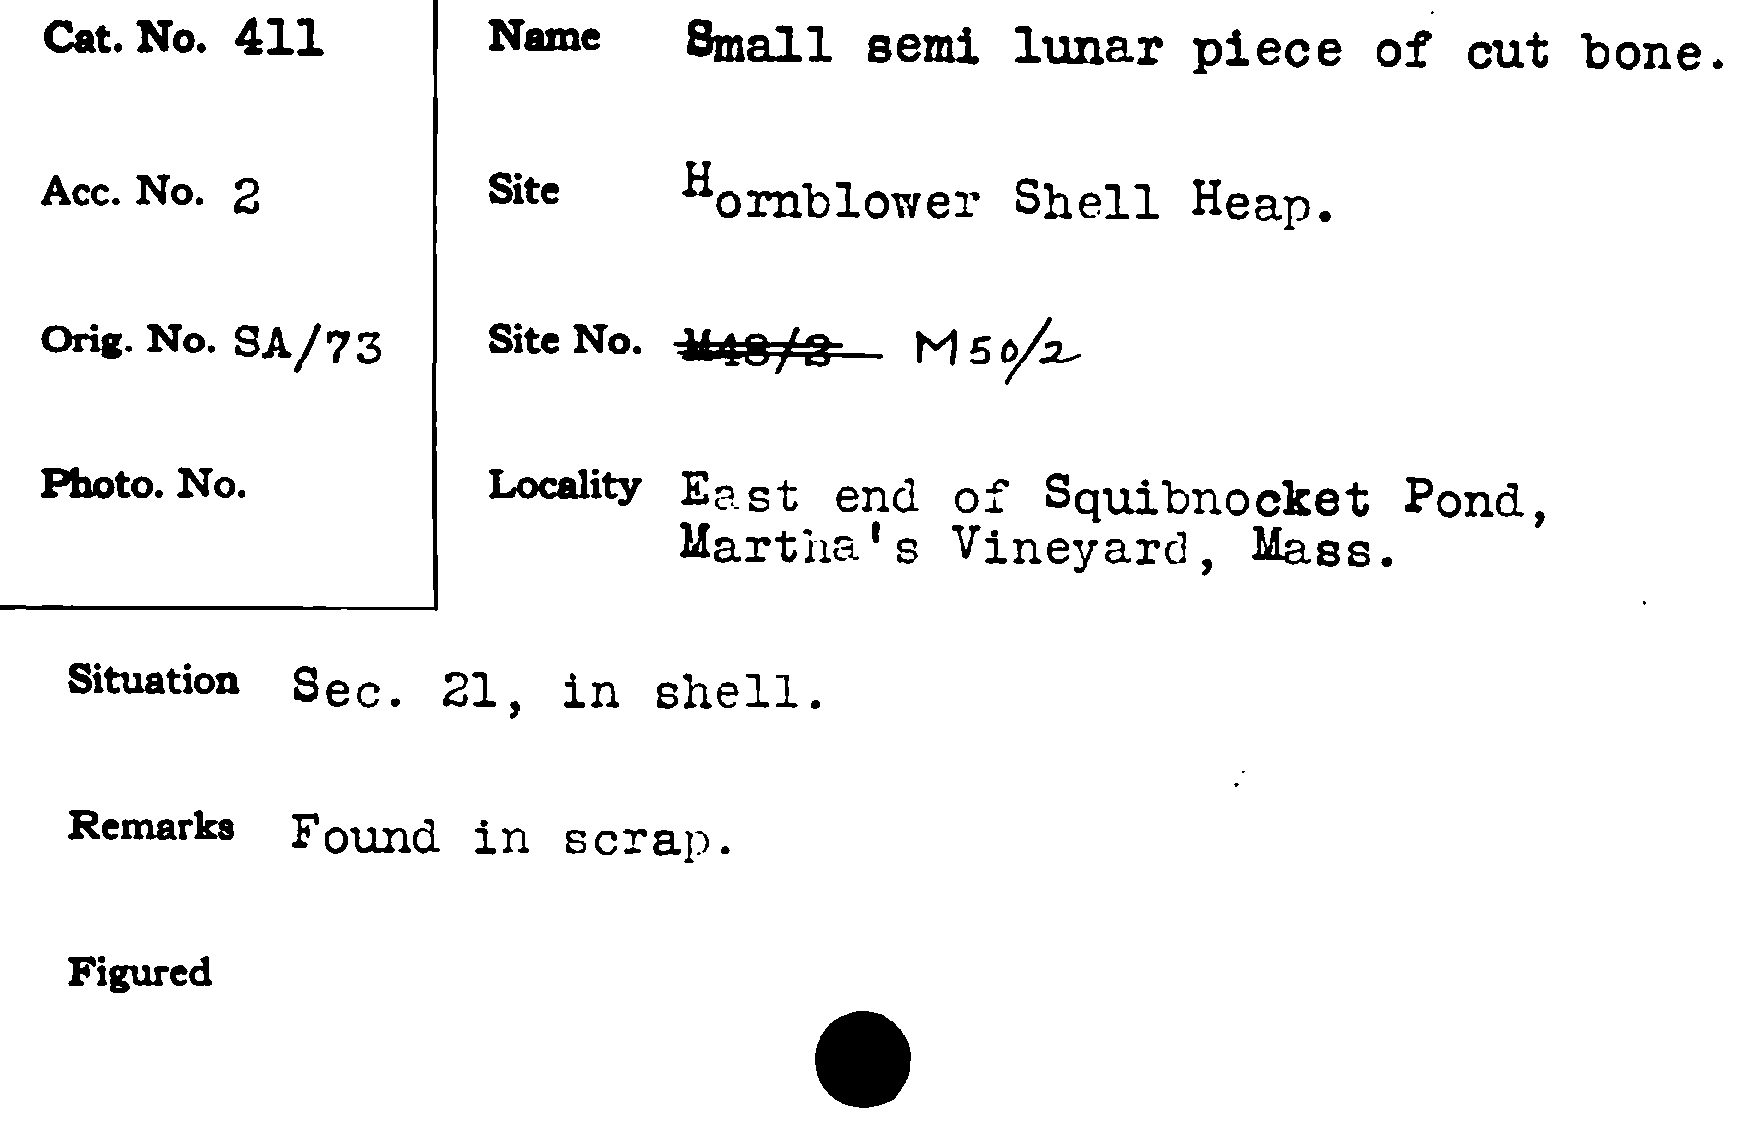 Cat. No. 411
Name Small semi lunar piece of cut bone.
Acc. No. 2
Site Hornblower Shell Heap.
Orig. No. SA/73
Site No. M50/2
Photo. No.
Locality East end of Squibnocket Pond,
Martha's Vineyard, Mass.
Situation Sec. 21, in shell.
Remarks Found in scrap.
Figured